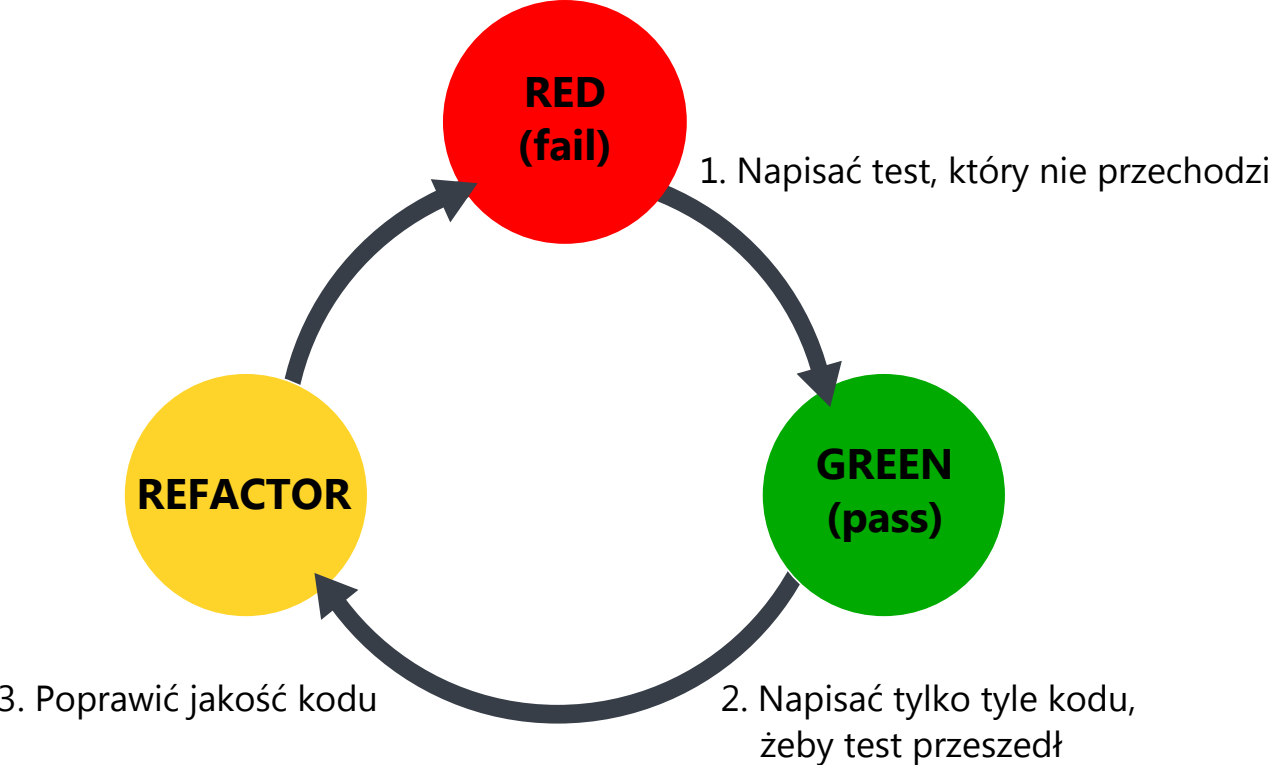 RED
(fail)
1. Napisać test, który nie przechodzi
GREEN
(pass)
REFACTOR
2. Napisać tylko tyle kodu,
żeby test przeszedł
3. Poprawić jakość kodu